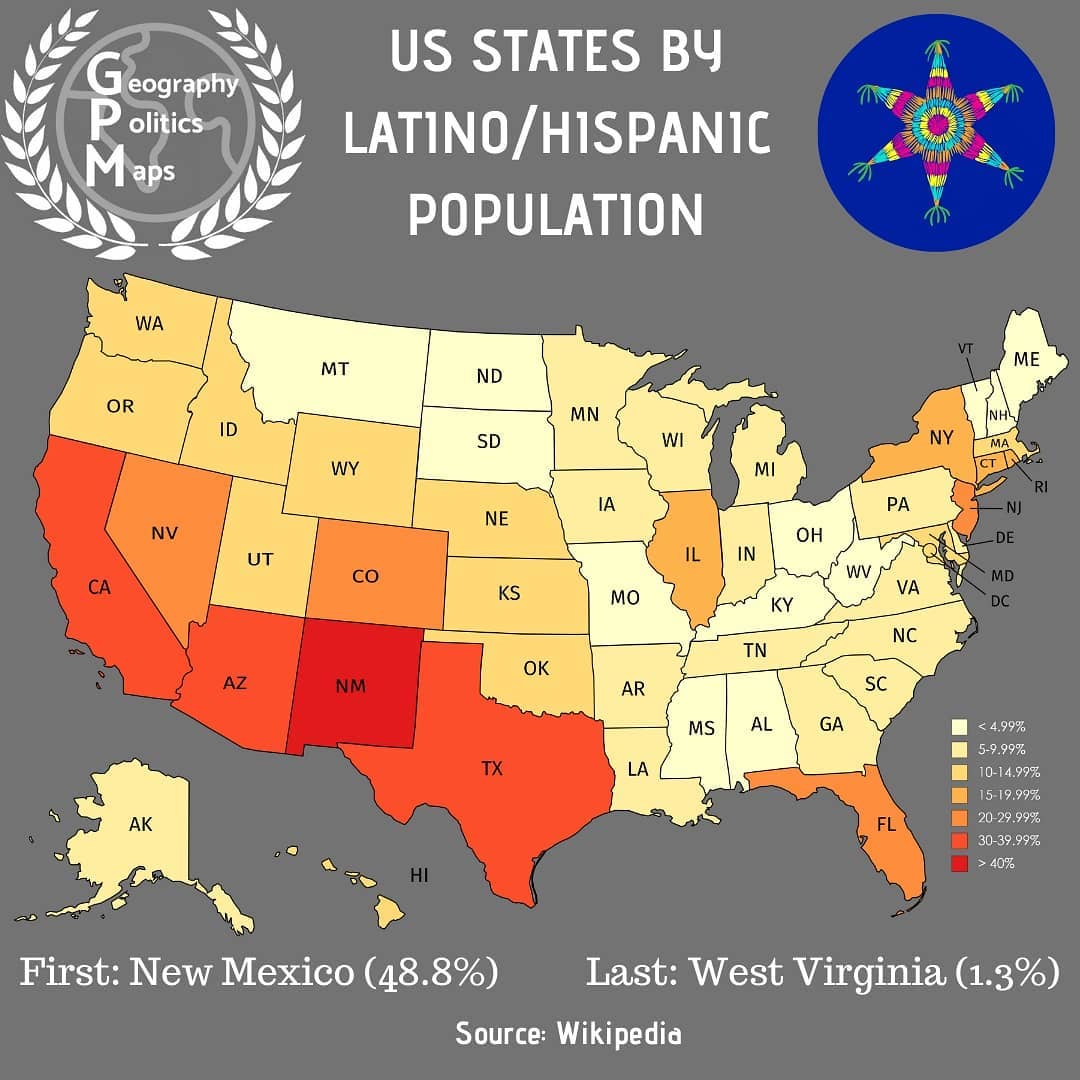 Geography
Politics
Maps
US STATES BY
LATINO/HISPANIC
POPULATION
WA
MT
ND
MN
VT
ME
OR
ID
SD
WI
MI
NY
NH
MA
CT
RI
WY
IA
PA
NJ
NV
NE
IL
IN
OH
DE
UT
CO
WV
VA
MD
DC
CA
KS
MO
KY
AZ
NM
OK
TN
NC
AR
SC
MS
AL
GA
TX
LA
< 4.99%
5-9.99%
10-14.99%
15-19.99%
20-29.99%
30-39.99%
> 40%
AK
FL
HI
First: New Mexico (48.8%)
Last: West Virginia (1.3%)
Source: Wikipedia